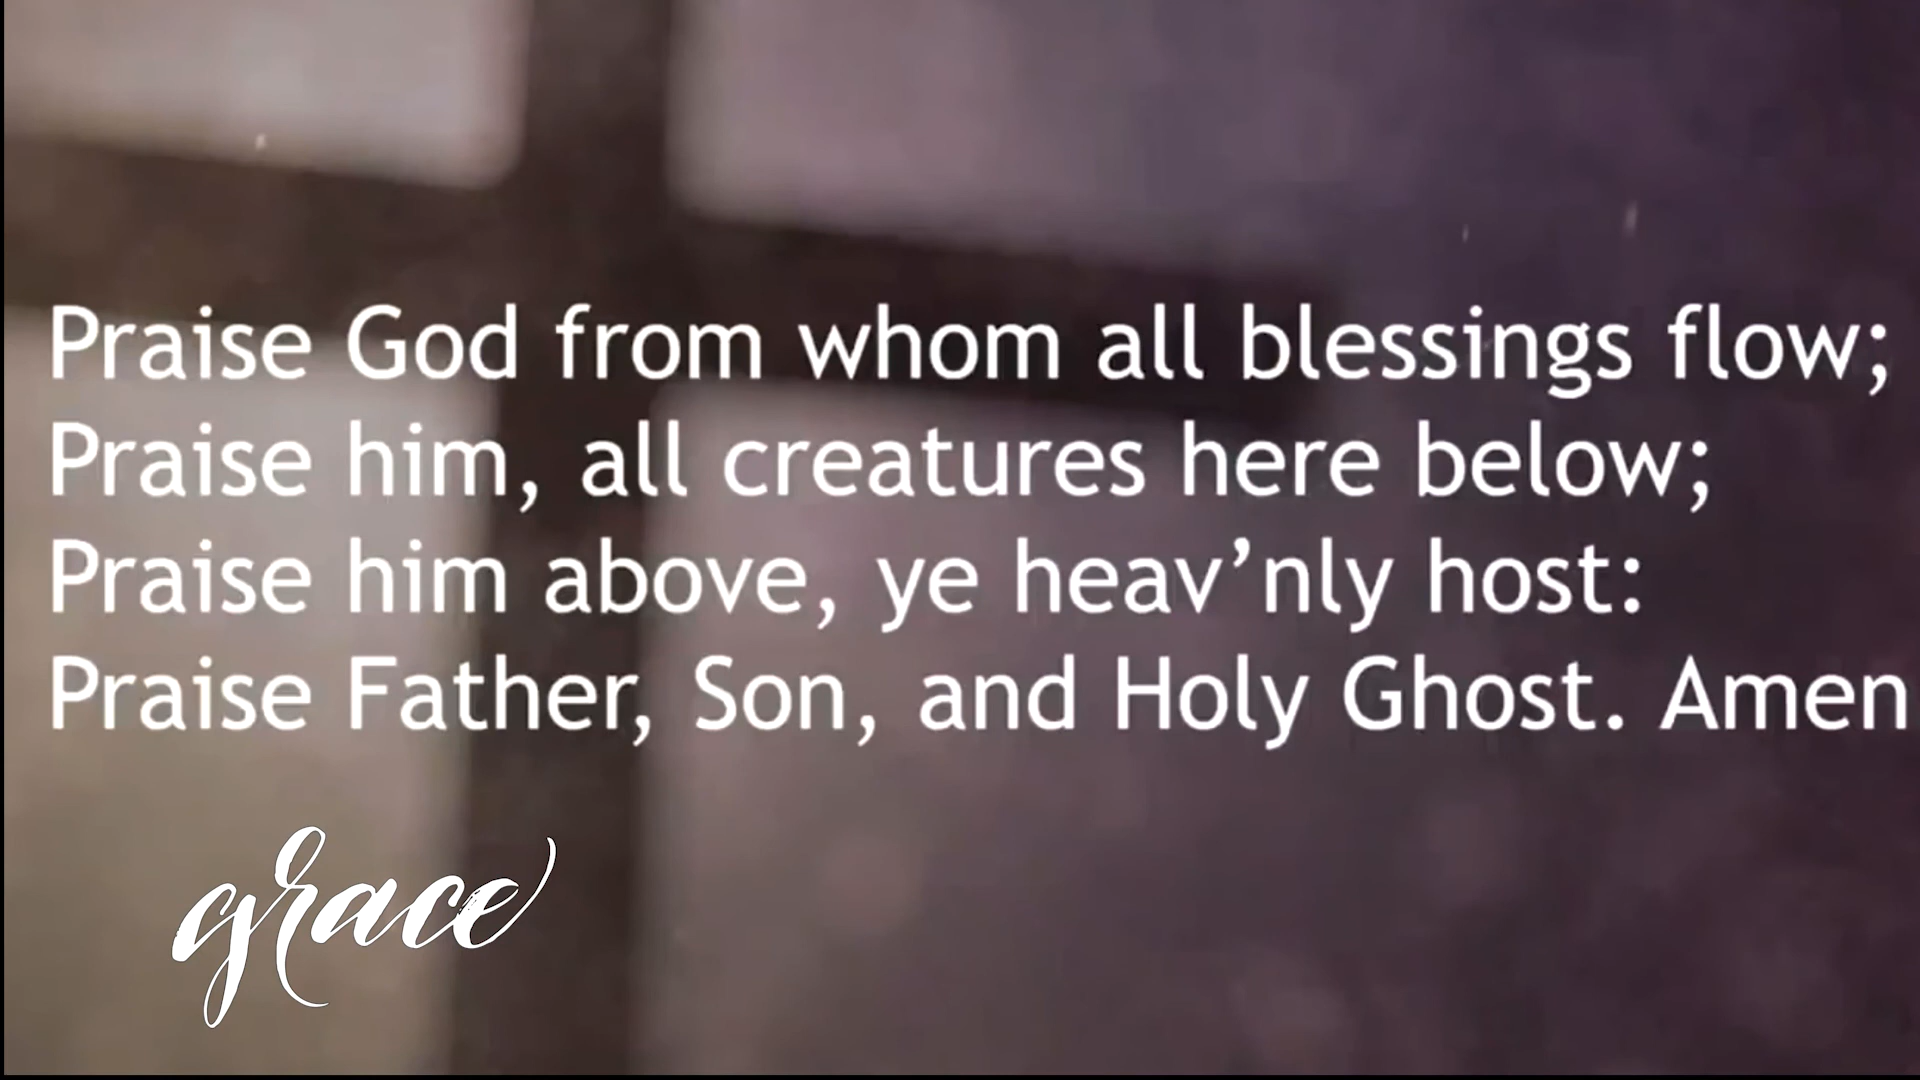 Praise God from whom all blessings flow;
Praise him, all creatures here below;
Praise him above, ye heav’nly host:
Praise Father, Son, and Holy Ghost. Amen
grace